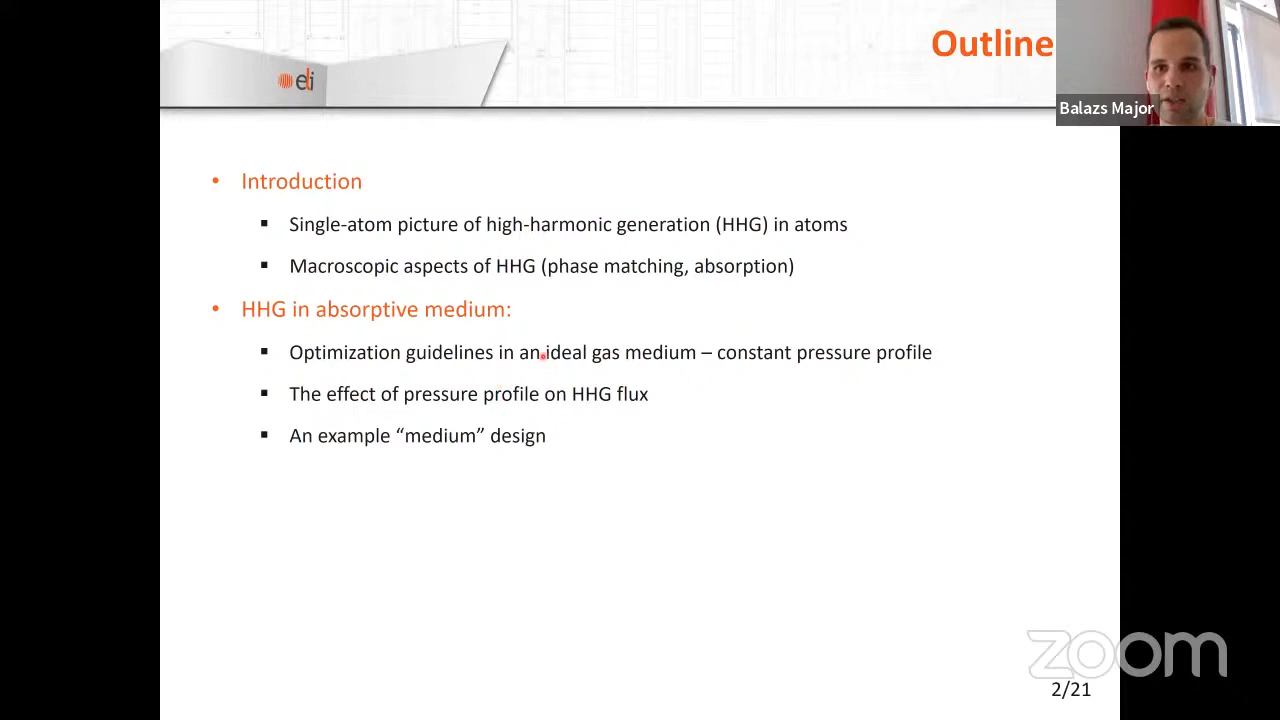 Outline
eli
Balazs Major
• Introduction
▪ Single-atom picture of high-harmonic generation (HHG) in atoms
▪ Macroscopic aspects of HHG (phase matching, absorption)
• HHG in absorptive medium:
▪ Optimization guidelines in an ideal gas medium – constant pressure profile
▪ The effect of pressure profile on HHG flux
▪ An example “medium” design
zoom
2/21